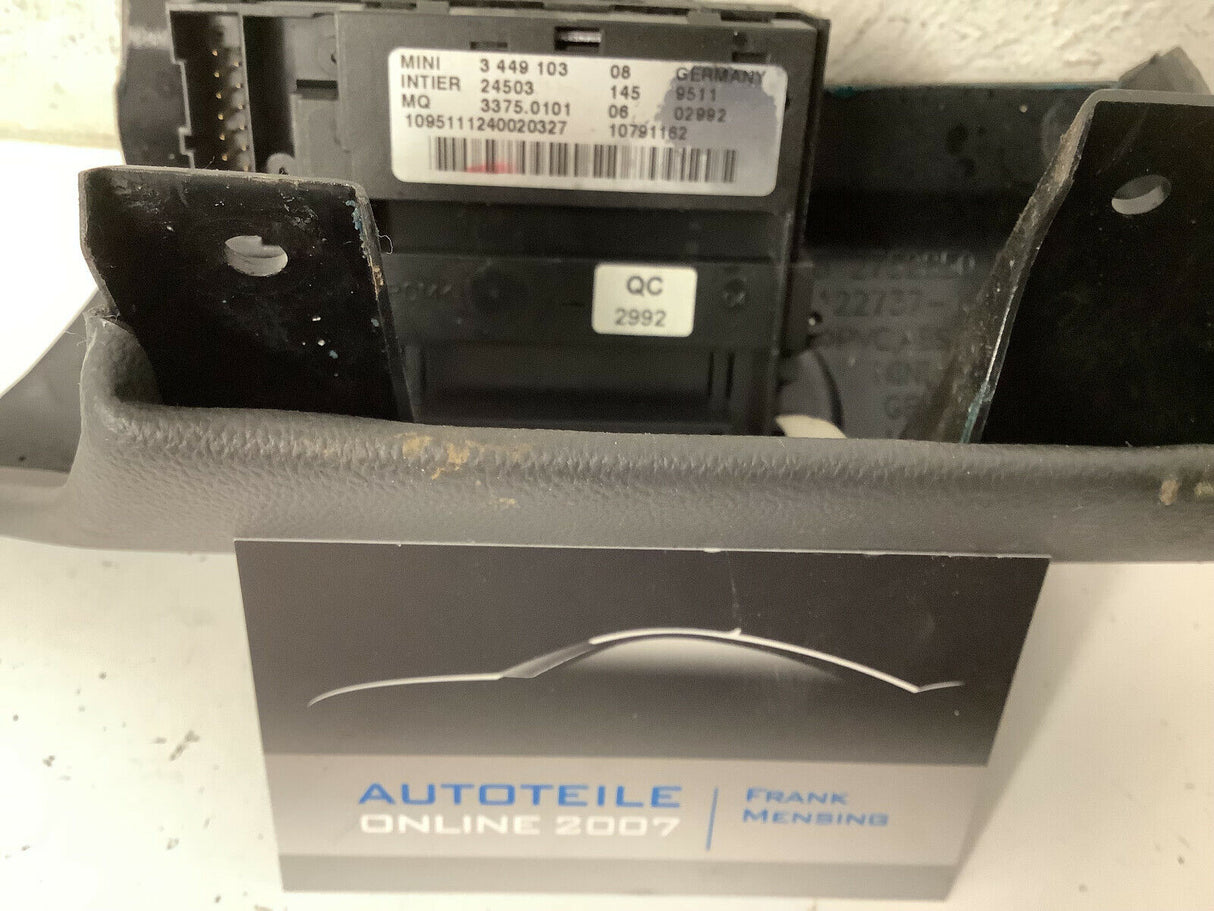 MINI 3 449 103 08 GERMANY
INTIER 24503 145 9511
MQ 3375.0101 06 02992
1095111240020327 10791162
QC
2992
AUTOTEILE
ONLINE 2007
FRANK
MENSING